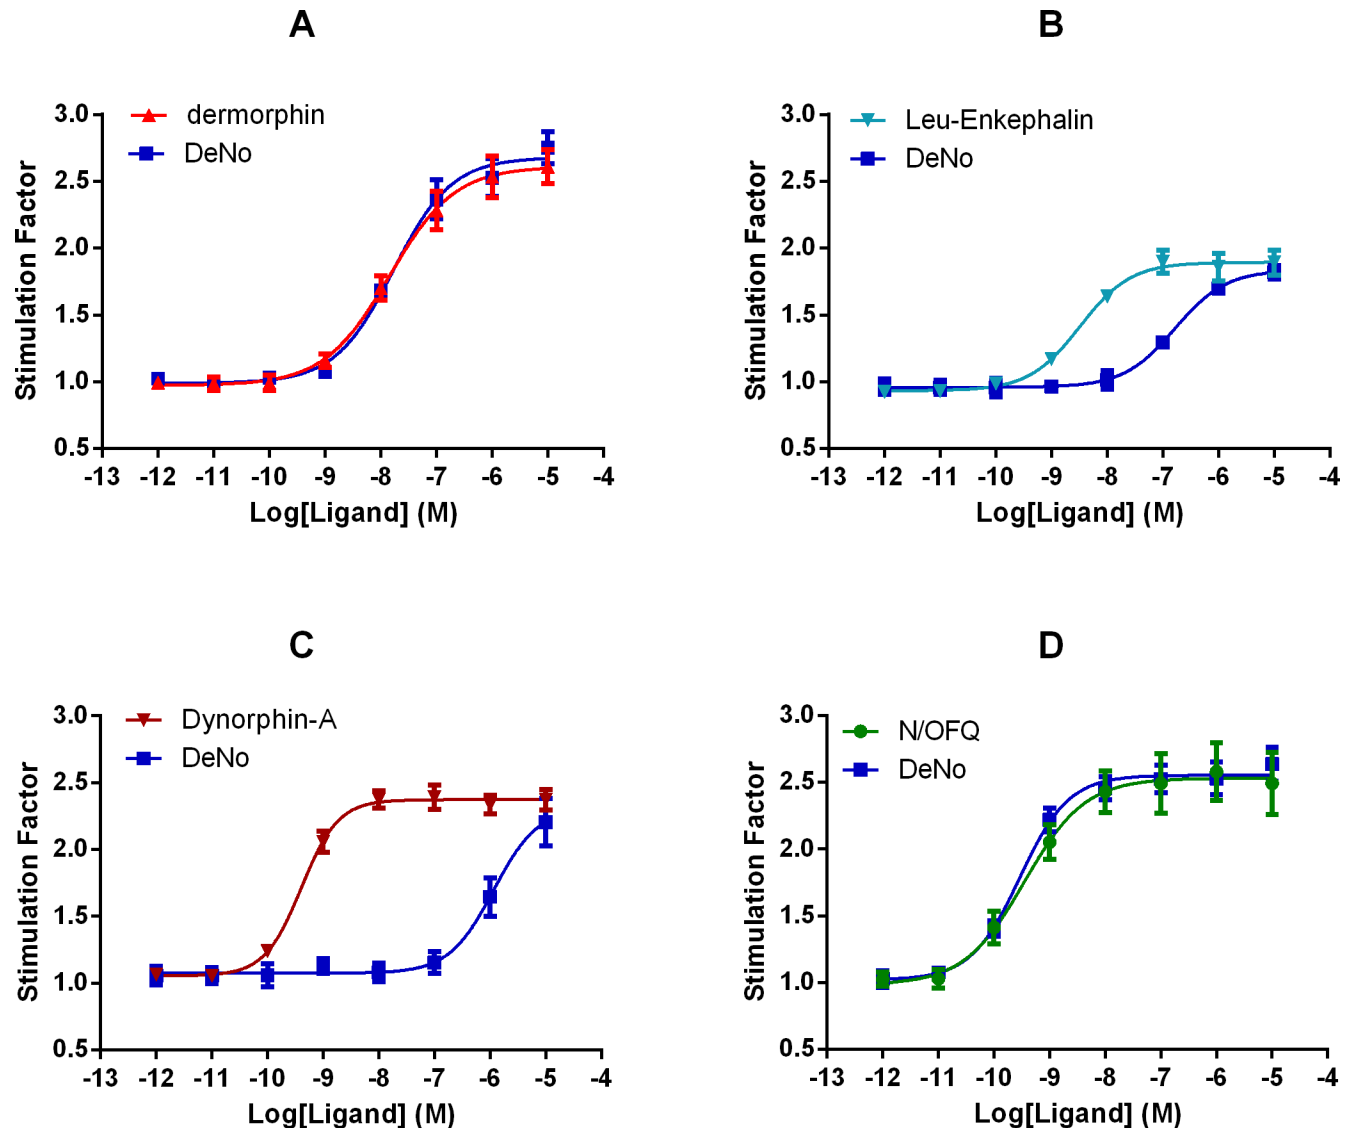 A
dermorphin
DeNo
3.0
2.5
2.0
1.5
1.0
0.5
Stimulation Factor
-13 -12 -11 -10 -9 -8 -7 -6 -5 -4
Log[Ligand] (M)
B
Leu-Enkephalin
DeNo
3.0
2.5
2.0
1.5
1.0
0.5
Stimulation Factor
-13 -12 -11 -10 -9 -8 -7 -6 -5 -4
Log[Ligand] (M)
C
Dynorphin-A
DeNo
3.0
2.5
2.0
1.5
1.0
0.5
Stimulation Factor
-13 -12 -11 -10 -9 -8 -7 -6 -5 -4
Log[Ligand] (M)
D
N/OFQ
DeNo
3.0
2.5
2.0
1.5
1.0
0.5
Stimulation Factor
-13 -12 -11 -10 -9 -8 -7 -6 -5 -4
Log[Ligand] (M)